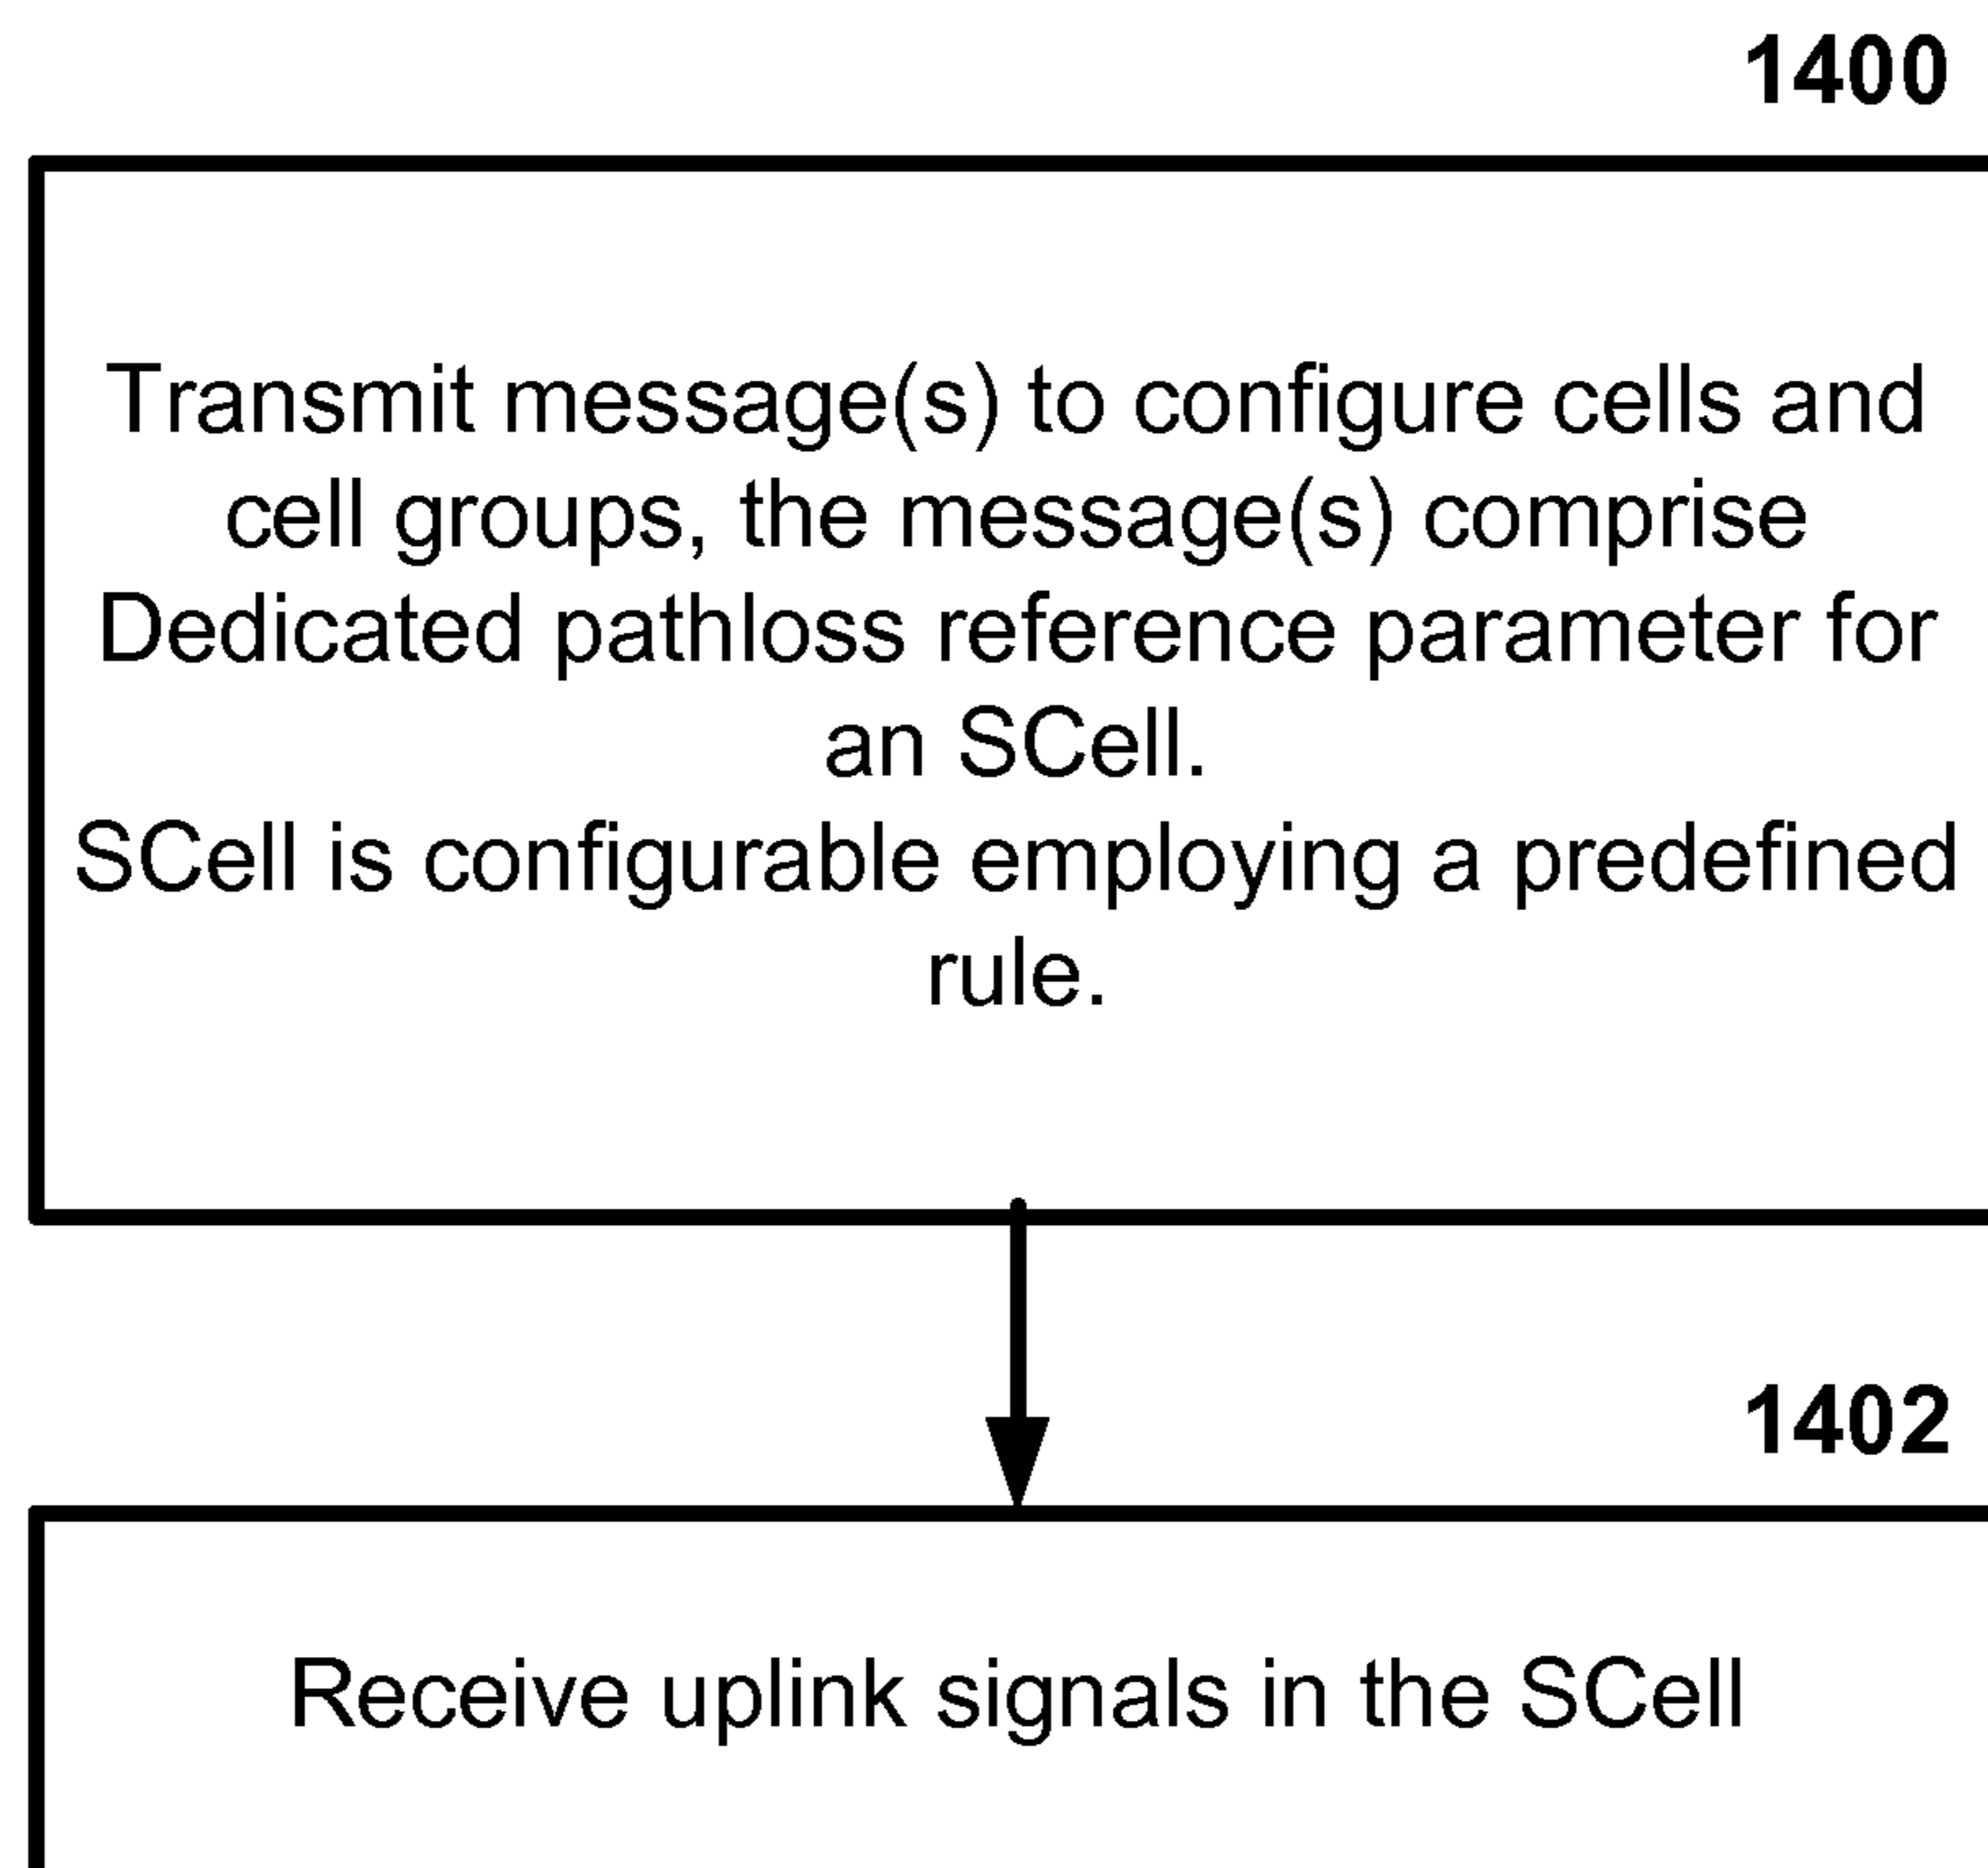 1400
Transmit message(s) to configure cells and
cell groups, the message(s) comprise
Dedicated pathloss reference parameter for
an SCell.
SCell is configurable employing a predefined
rule.
1402
Receive uplink signals in the SCell